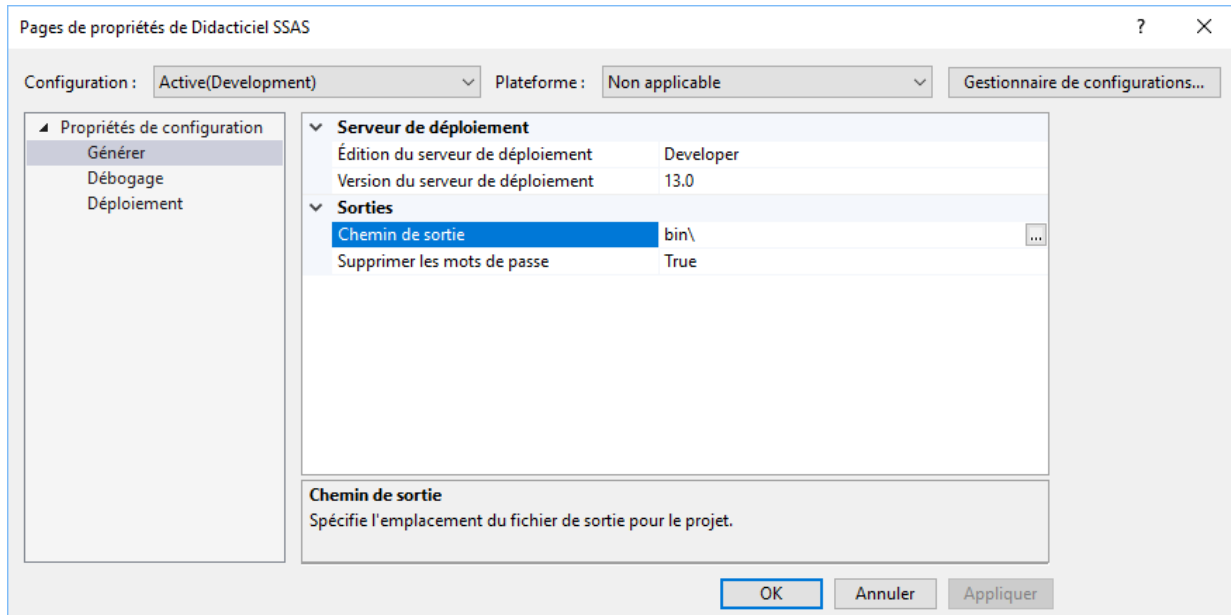 Pages de propriétés de Didacticiel SSAS
?
Configuration : Active(Development) Plateforme : Non applicable Gestionnaire de configurations...
Propriétés de configuration
Générer
Débogage
Déploiement
Serveur de déploiement
Édition du serveur de déploiement Developer
Version du serveur de déploiement 13.0
Sorties
Chemin de sortie bin\ ...
Supprimer les mots de passe True
Chemin de sortie
Spécifie l'emplacement du fichier de sortie pour le projet.
OK Annuler Appliquer